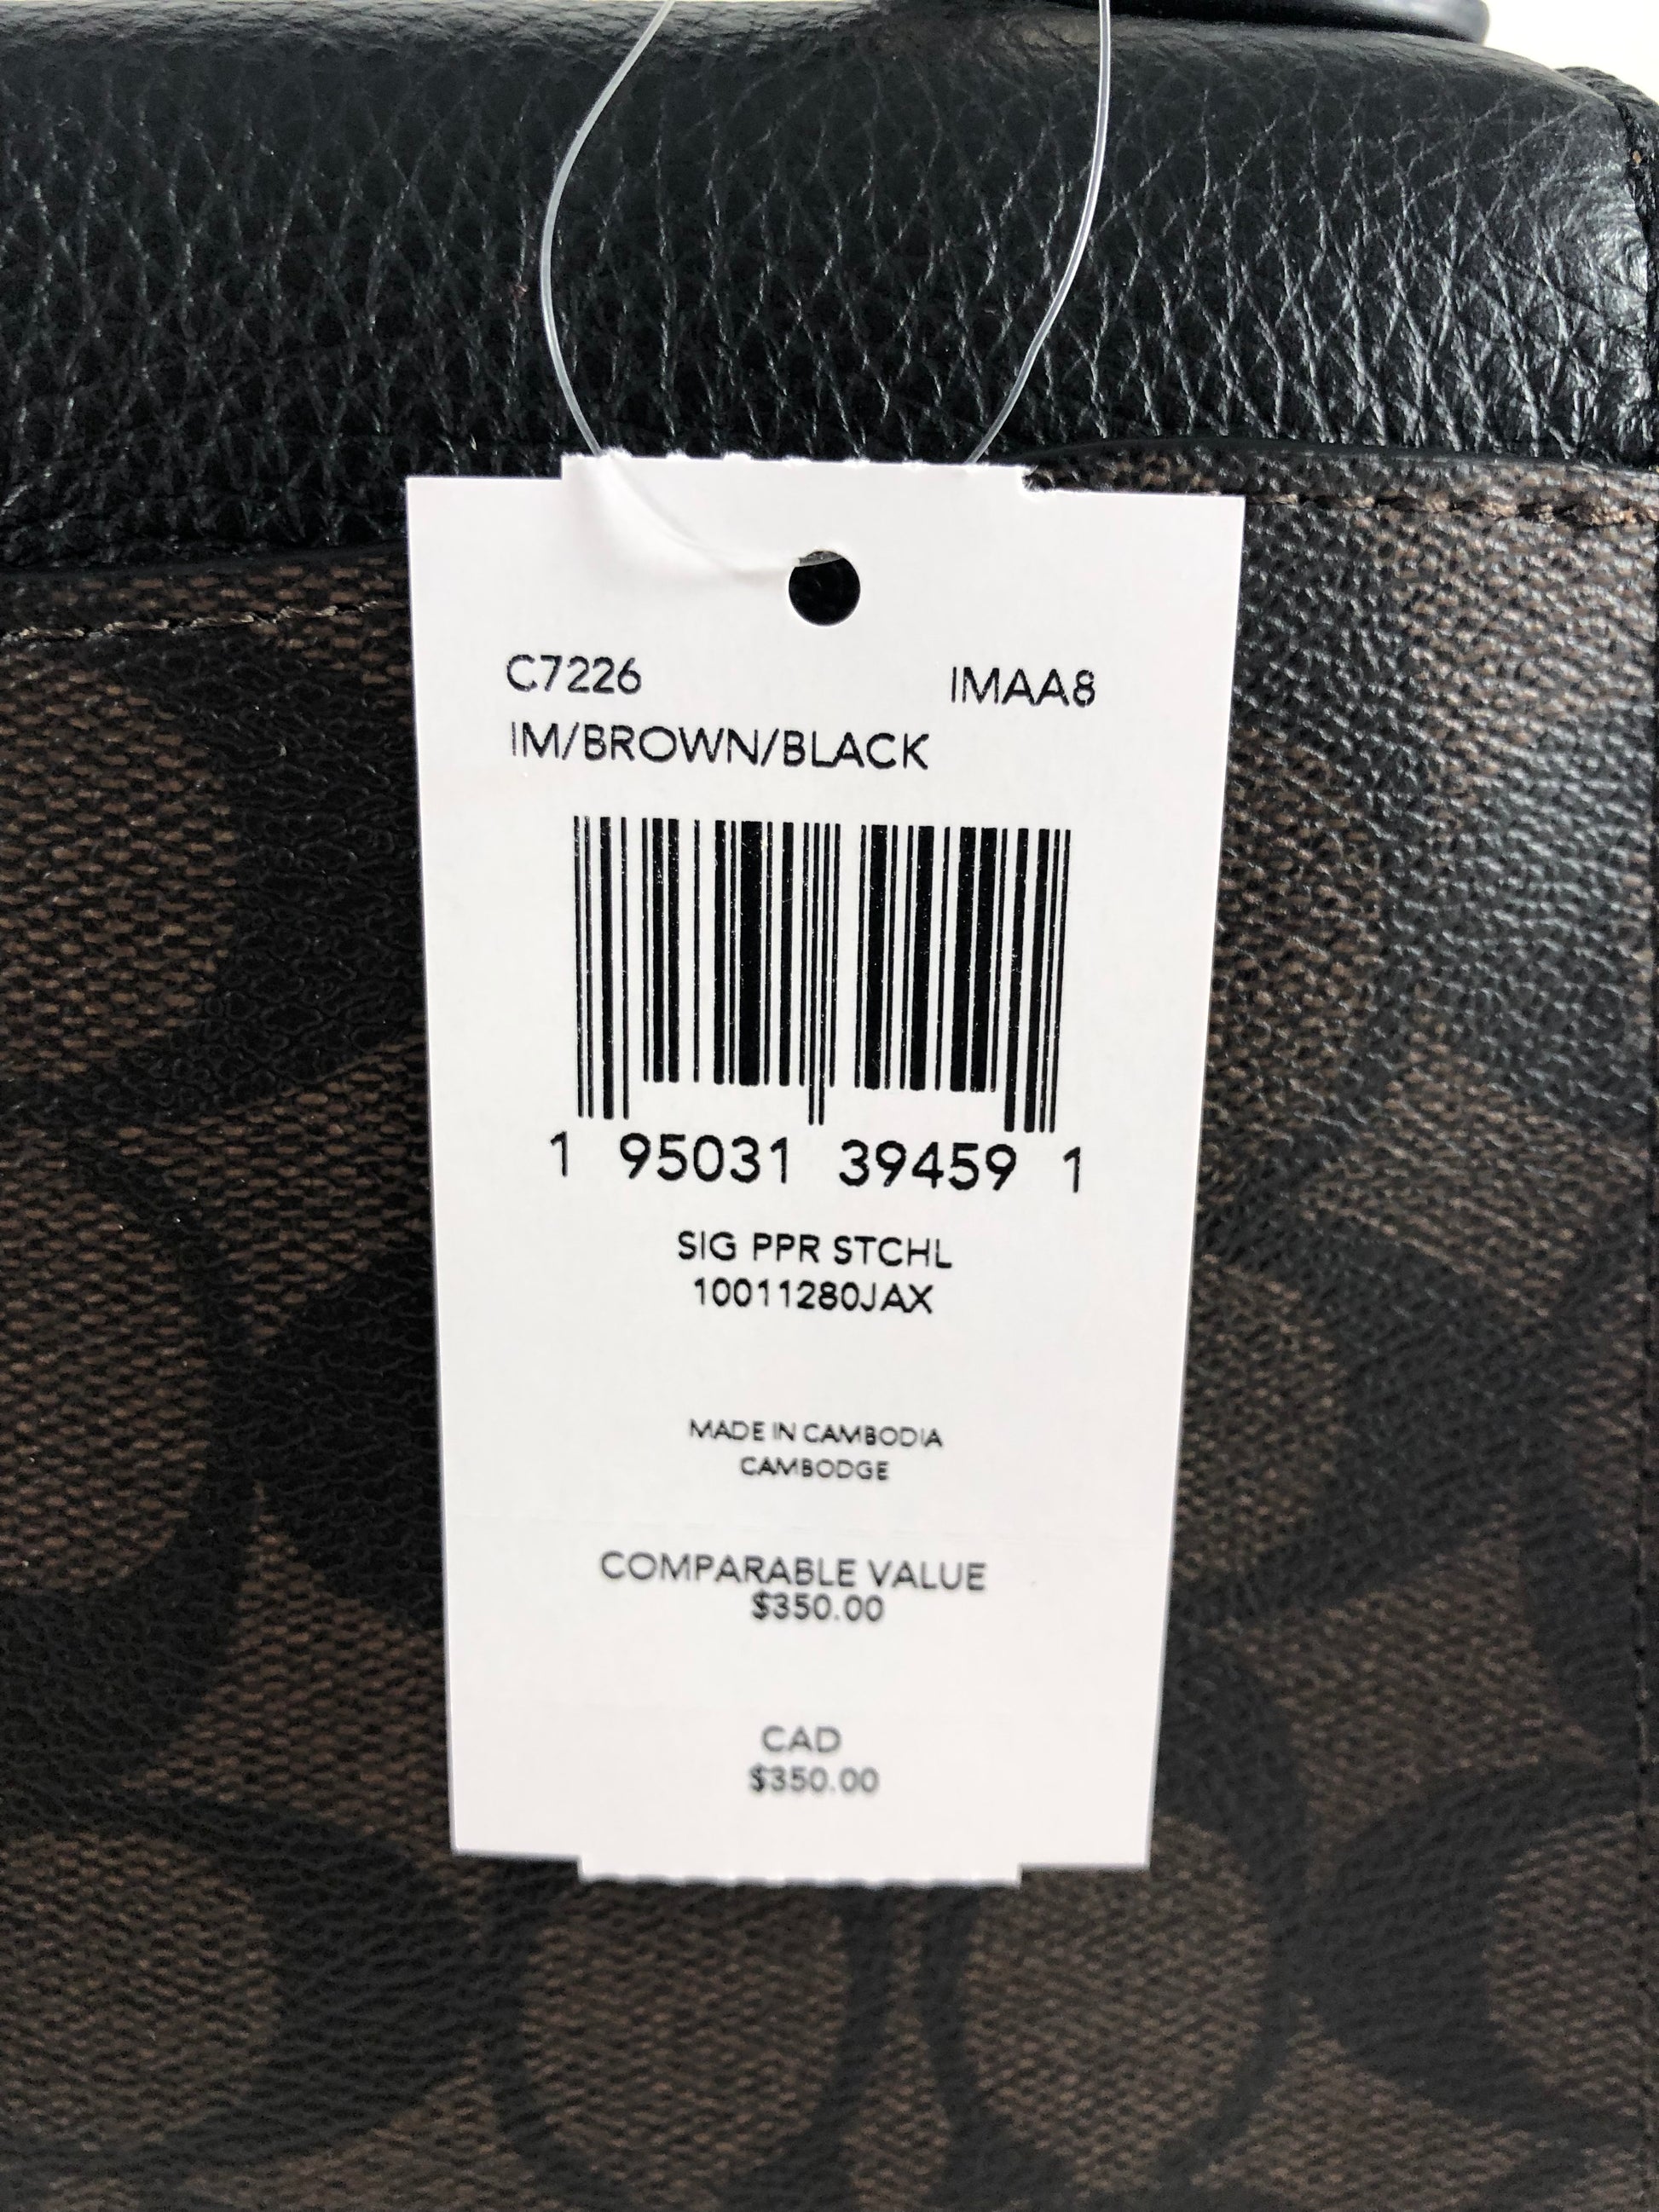 C7226 IMAA8
IM/BROWN/BLACK
1 95031 39459 1
SIG PPR STCHL
10011280JAX
MADE IN CAMBODIA
CAMBODGE
COMPARABLE VALUE
$350.00
CAD
$350.00